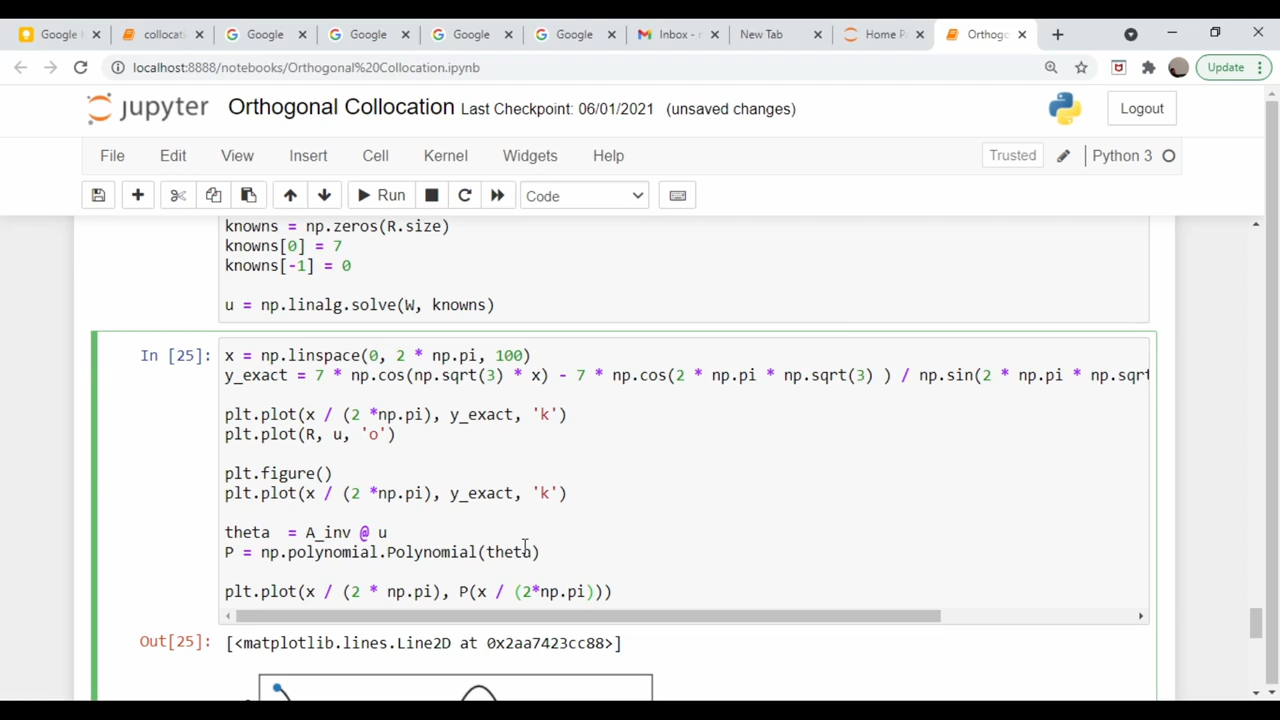 Google
collocati
Google
Google
Google
Google
Inbox - r
New Tab
Home P
Orthogo
localhost:8888/notebooks/Orthogonal%20Collocation.ipynb
Update
jupyter Orthogonal Collocation Last Checkpoint: 06/01/2021 (unsaved changes)
Logout
File Edit View Insert Cell Kernel Widgets Help
Trusted Python 3
Run Code
knowns = np.zeros(R.size)
knowns[0] = 7
knowns[-1] = 0
u = np.linalg.solve(W, knowns)
In [25]: x = np.linspace(0, 2 * np.pi, 100)
y_exact = 7 * np.cos(np.sqrt(3) * x) - 7 * np.cos(2 * np.pi * np.sqrt(3) ) / np.sin(2 * np.pi * np.sqrt
plt.plot(x / (2 *np.pi), y_exact, 'k')
plt.plot(R, u, 'o')
plt.figure()
plt.plot(x / (2 *np.pi), y_exact, 'k')
theta  = A_inv @ u
P = np.polynomial.Polynomial(theta)
plt.plot(x / (2 * np.pi), P(x / (2*np.pi)))
Out[25]: [<matplotlib.lines.Line2D at 0x2aa7423cc88>]